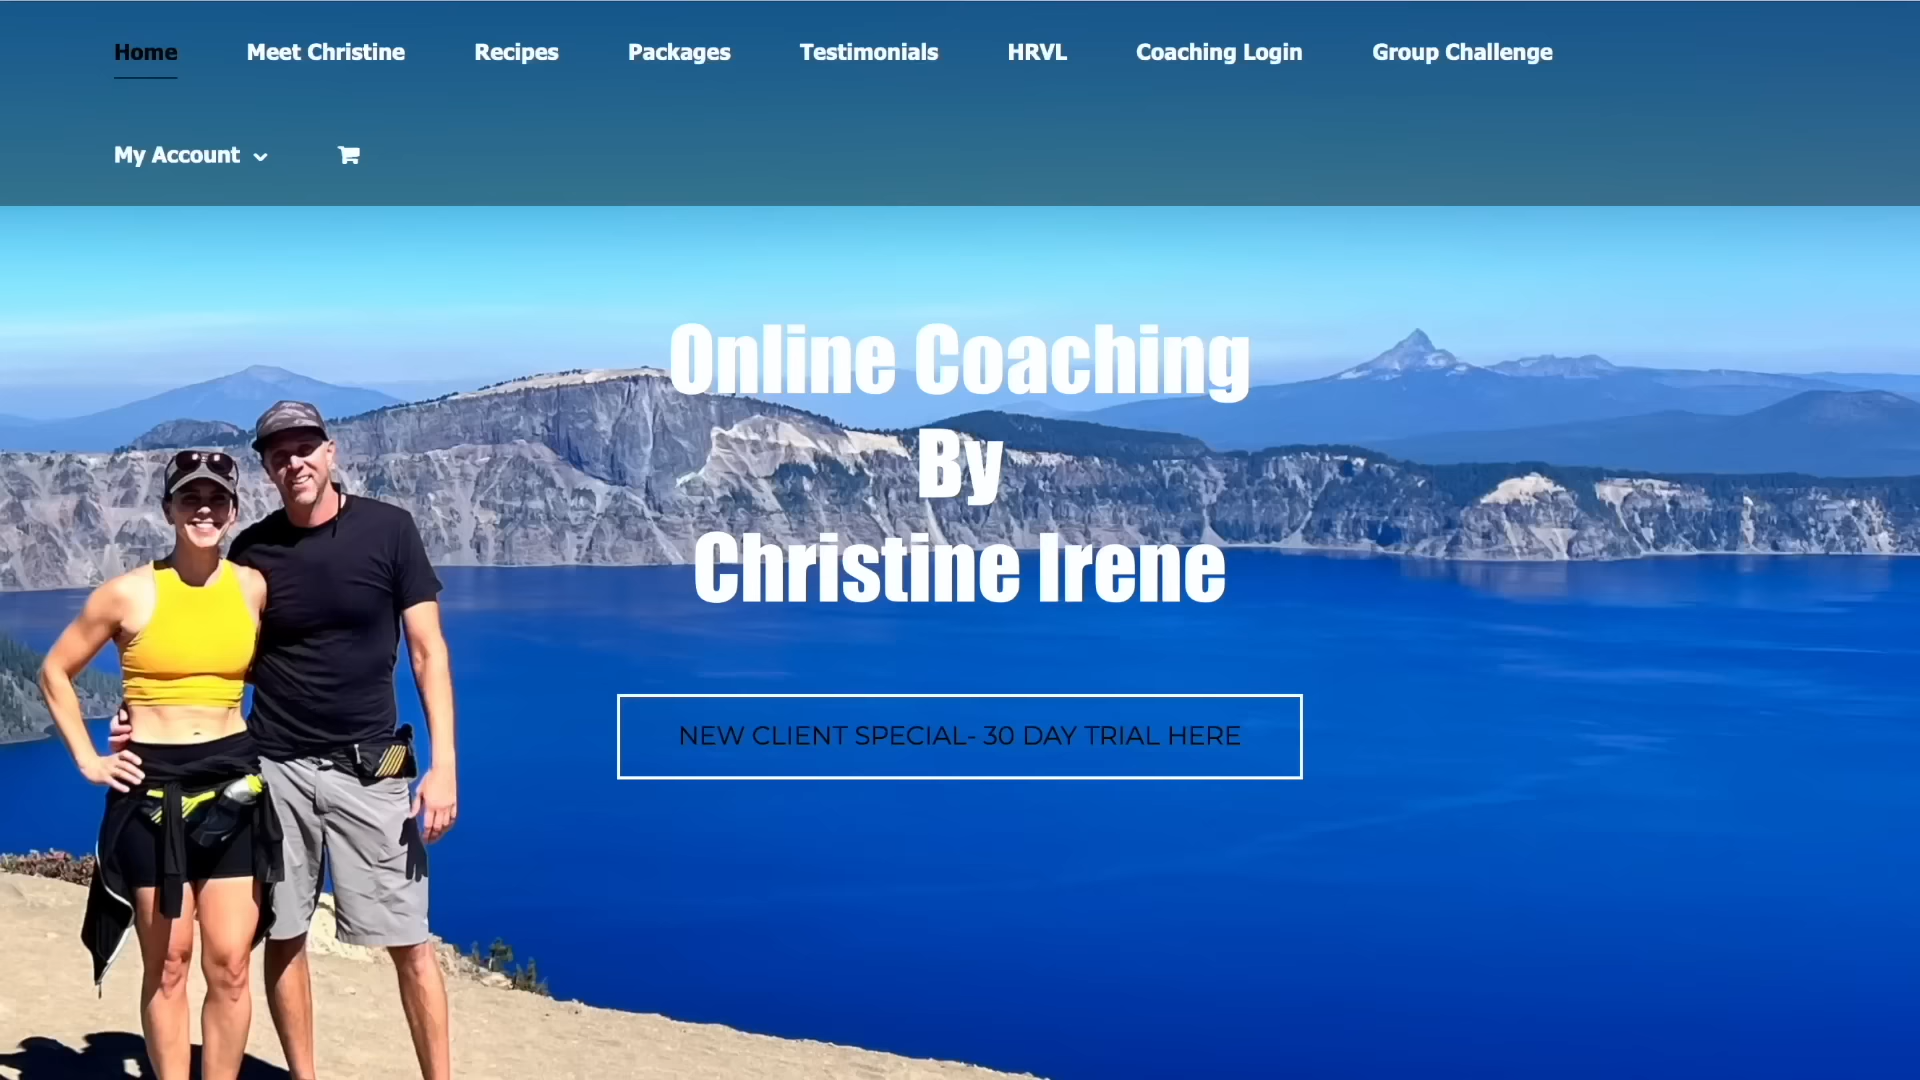 Home Meet Christine Recipes Packages Testimonials HRVL Coaching Login Group Challenge
My Account
Online Coaching
By
Christine Irene
NEW CLIENT SPECIAL- 30 DAY TRIAL HERE